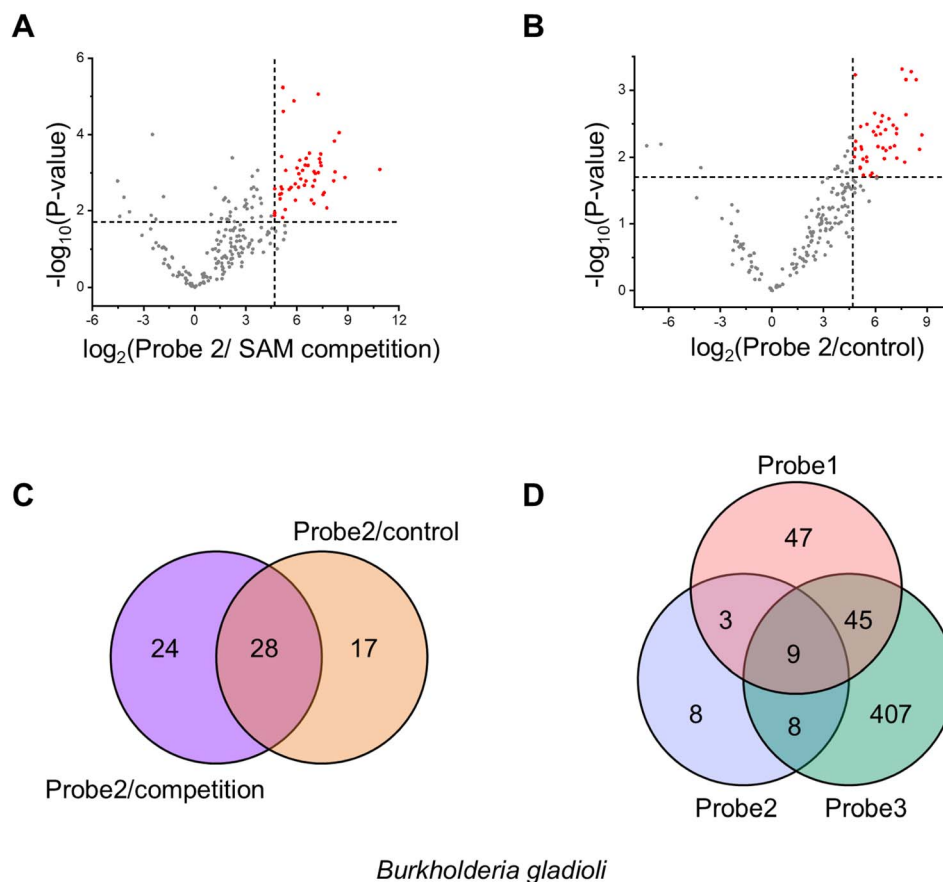 A
B
6
4
2
0
-6
-3
0
3
6
9
12
-log10(P-value)
log2(Probe 2/ SAM competition)
3
2
1
0
-6
-3
0
3
6
9
-log10(P-value)
log2(Probe 2/control)
C
D
Probe2/control
24
28
17
Probe2/competition
Probe1
47
3
45
9
8
8
407
Probe2
Probe3
Burkholderia gladioli